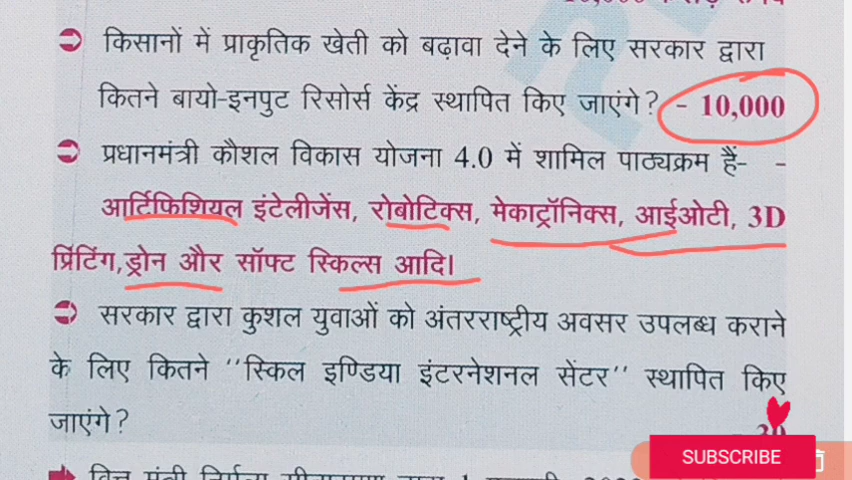 किसानों में प्राकृतिक खेती को बढ़ावा देने के लिए सरकार द्वारा
कितने बायो-इनपुट रिसोर्स केंद्र स्थापित किए जाएंगे? - 10,000
प्रधानमंत्री कौशल विकास योजना 4.0 में शामिल पाठ्यक्रम हैं- -
आर्टिफिशियल इंटेलीजेंस, रोबोटिक्स, मेकाट्रॉनिक्स, आईओटी, 3D
प्रिंटिंग,ड्रोन और सॉफ्ट स्किल्स आदि।
सरकार द्वारा कुशल युवाओं को अंतरराष्ट्रीय अवसर उपलब्ध कराने
के लिए कितने ''स्किल इण्डिया इंटरनेशनल सेंटर'' स्थापित किए
जाएंगे?
SUBSCRIBE